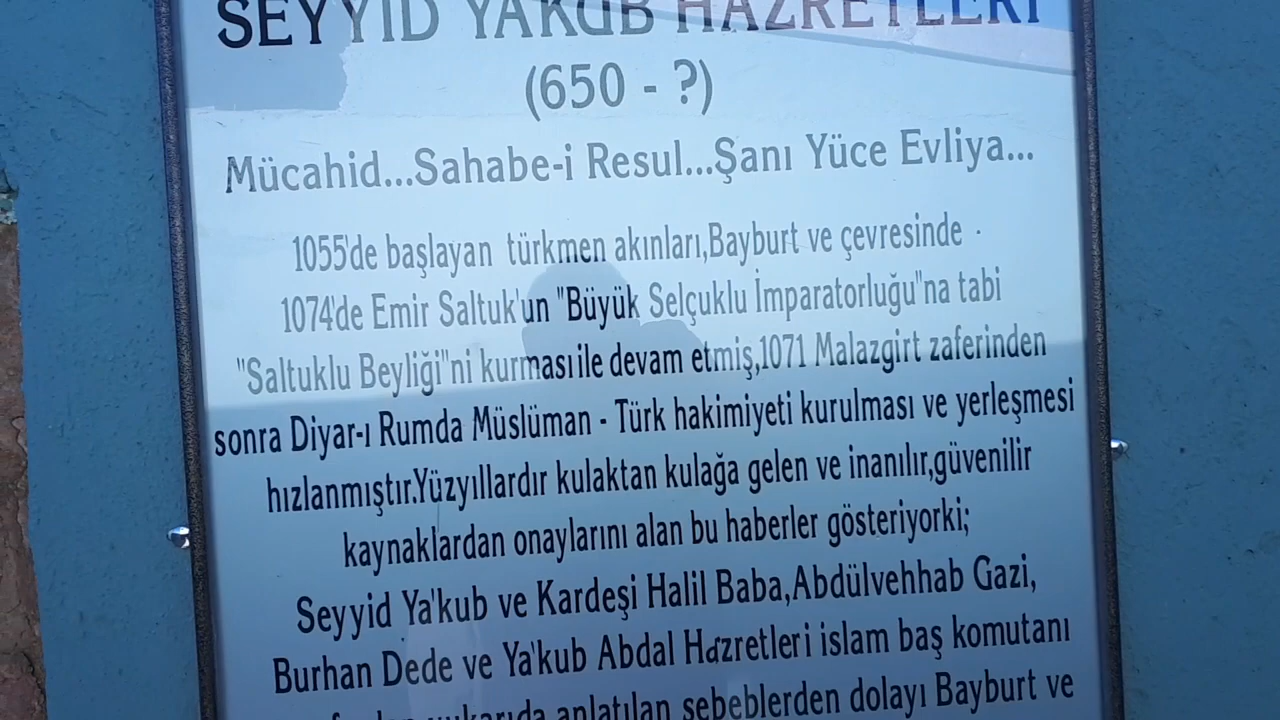 SEYYİD YA'KUB HAZRETLERİ
(650 - ?)
Mücahid...Sahabe-i Resul...Şanı Yüce Evliya...
1055'de başlayan türkmen akınları,Bayburt ve çevresinde
1074'de Emir Saltuk'un "Büyük Selçuklu İmparatorluğu"na tabi
"Saltuklu Beyliği"ni kurması ile devam etmiş,1071 Malazgirt zaferinden
sonra Diyar-ı Rumda Müslüman - Türk hakimiyeti kurulması ve yerleşmesi
hızlanmıştır.Yüzyıllardır kulaktan kulağa gelen ve inanılır,güvenilir
kaynaklardan onaylarını alan bu haberler gösteriyorki;
Seyyid Ya'kub ve Kardeşi Halil Baba,Abdülvehhab Gazi,
Burhan Dede ve Ya'kub Abdal Hazretleri islam baş komutanı
yukarıda anlatılan sebeblerden dolayı Bayburt ve